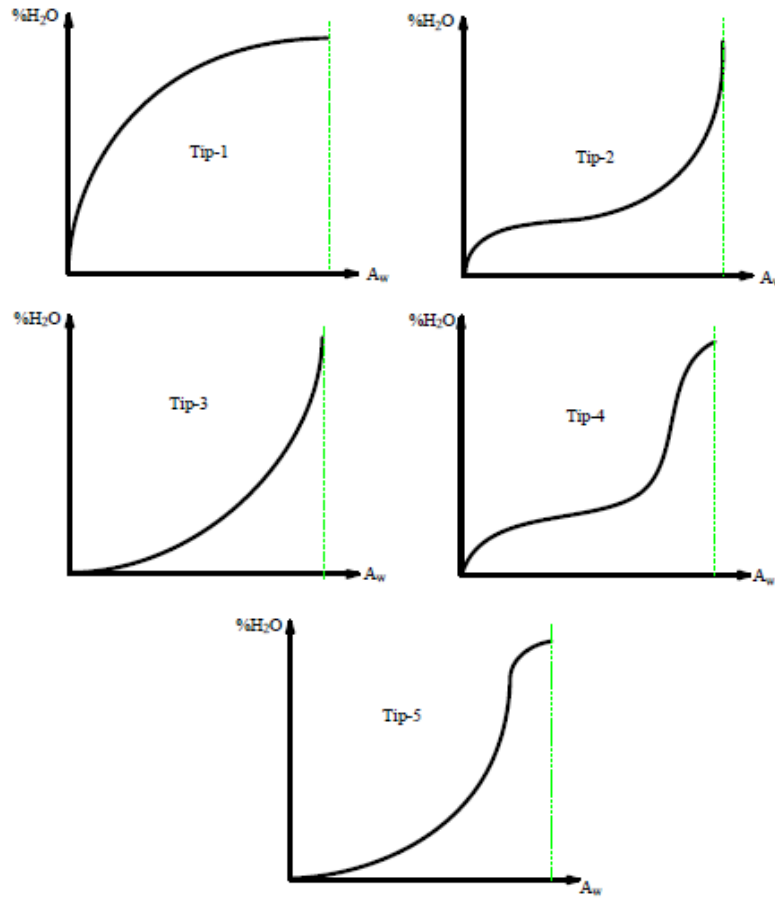 %H₂O
Tip-1
A𝑤
%H₂O
Tip-2
A
%H₂O
Tip-3
A𝑤
%H₂O
Tip-4
A𝑤
%H₂O
Tip-5
A𝑤